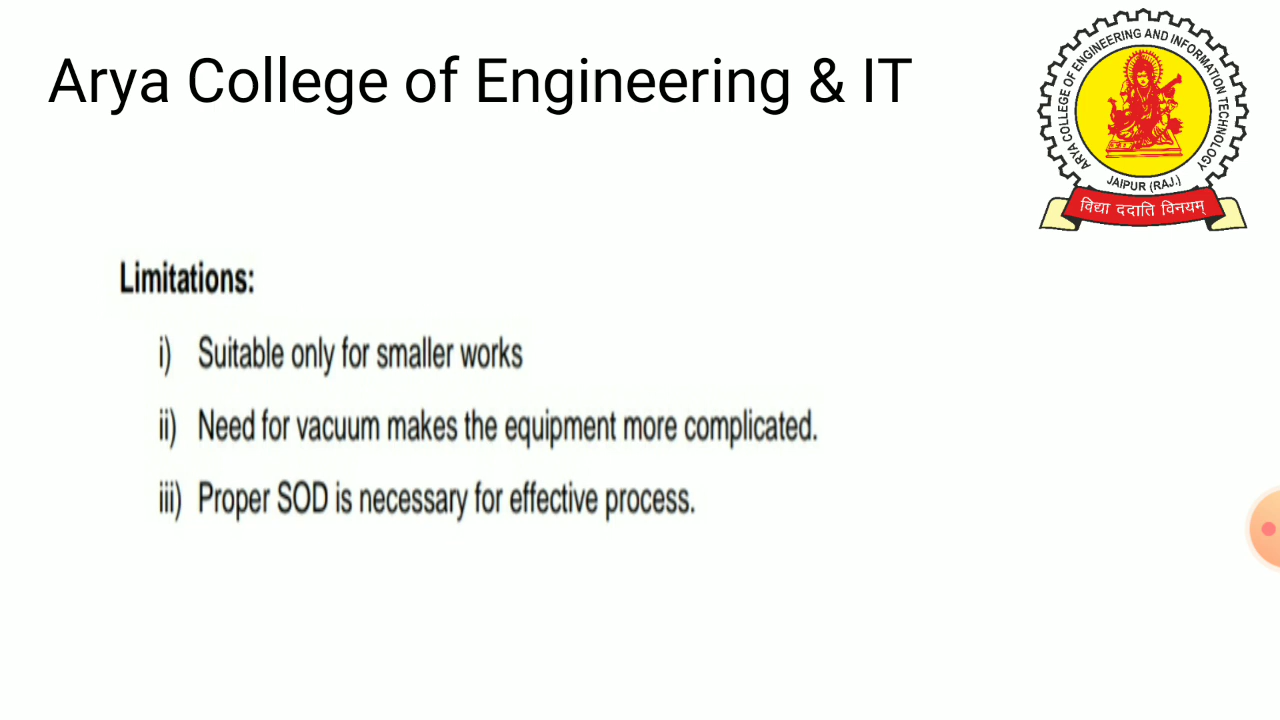 Arya College of Engineering & IT
ARYA COLLEGE OF ENGINEERING AND INFORMATION TECHNOLOGY
JAIPUR (RAJ.)
विद्या ददाति विनयम्
Limitations:
i) Suitable only for smaller works
ii) Need for vacuum makes the equipment more complicated.
iii) Proper SOD is necessary for effective process.